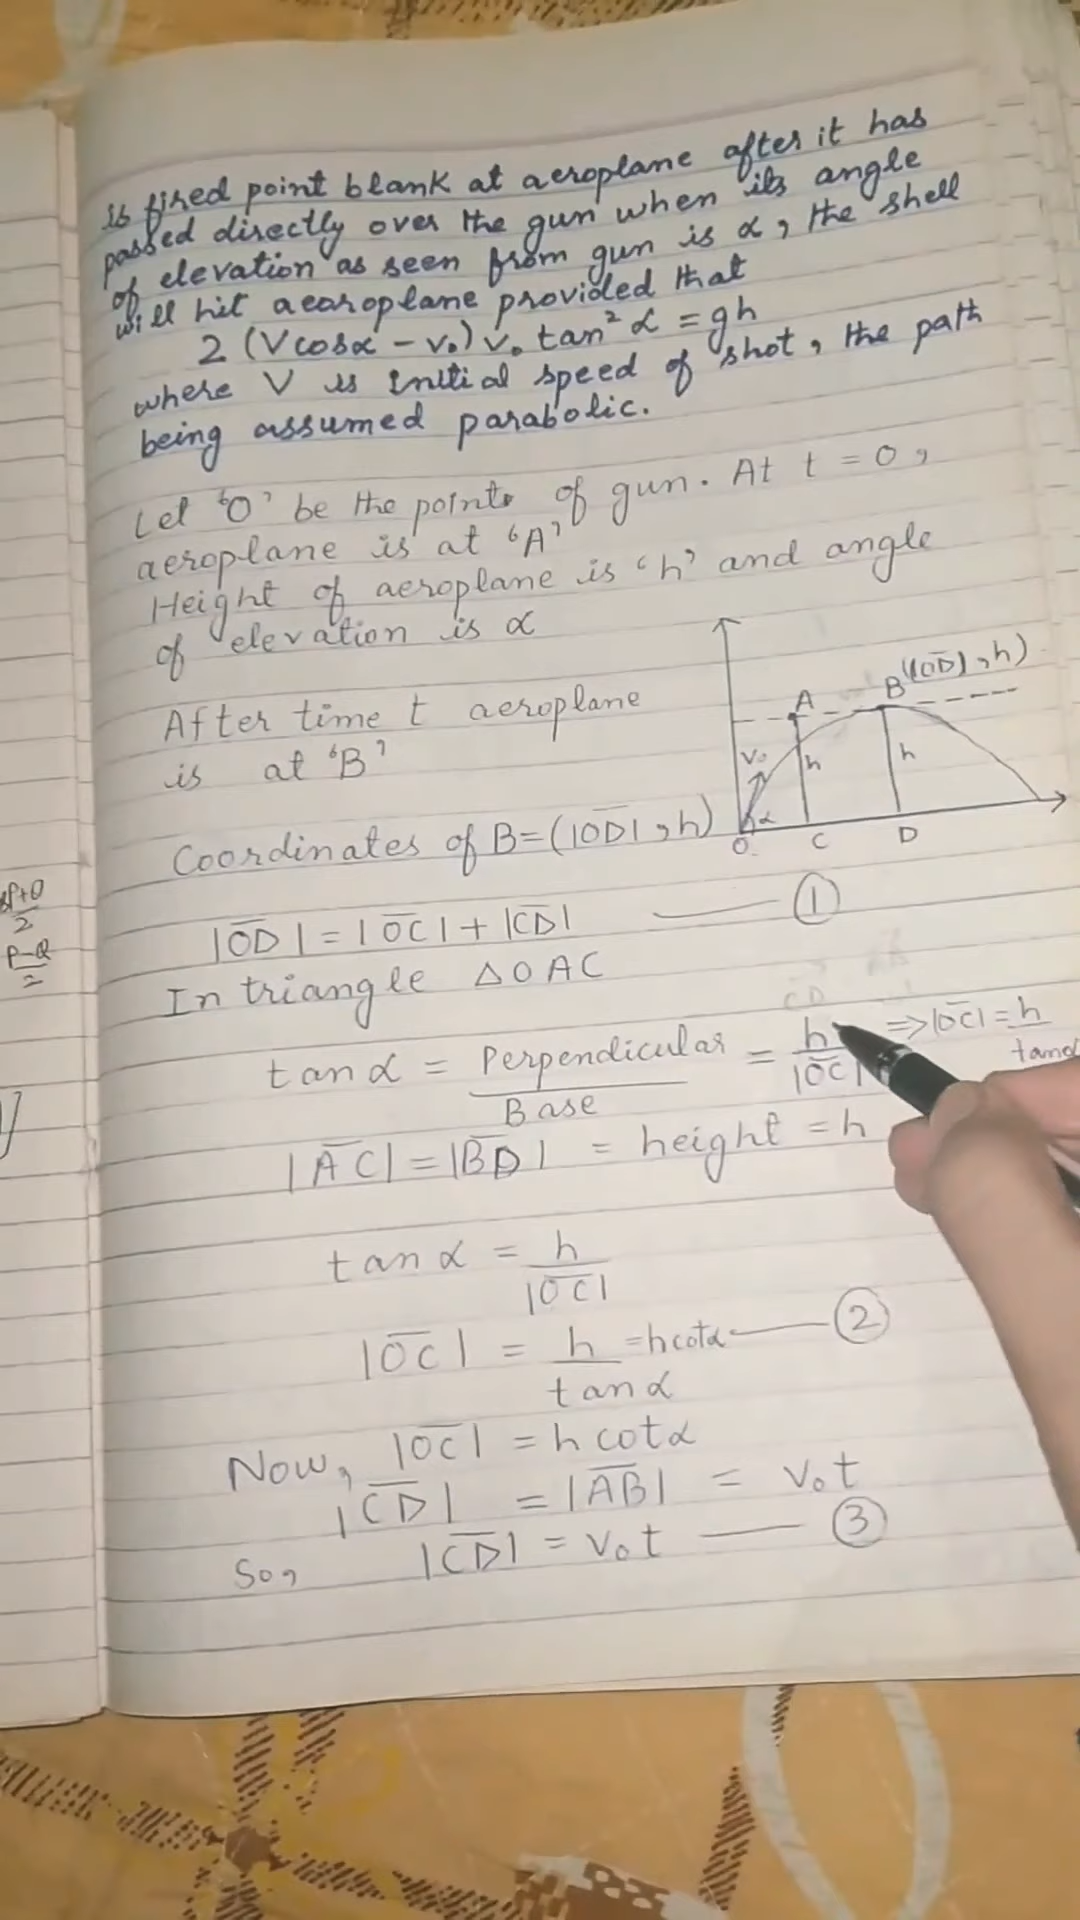 is fired point blank at aeroplane after it has
passed directly over the gun when its angle
of elevation as seen from gun is α, the shell
will hit aearoplane provided that
2 (Vcosα - v₀) v₀ tan² α = gh
where V is Initial speed of shot, the path
being assumed parabolic.
Let 'O' be the points of gun. At t = 0,
aeroplane is at 'A'
Height of aeroplane is 'h' and angle
of elevation is α
After time t aeroplane
is at 'B'
A
B(|OD|, h)
V₀
h
h
α
O
C
D
Coordinates of B=(|OD|, h)
|OD| = |OC| + |CD| ——— ①
In triangle △OAC
tan α = Perpendicular/Base = h/|OC| ⇒ |OC| = h/tanα
|AC| = |BD| = height = h
tan α = h/|OC|
|OC| = h/tan α = hcotα ——— ②
Now, |OC| = h cotα
|CD| = |AB| = v₀t
So, |CD| = v₀t ——— ③
P-Q
2